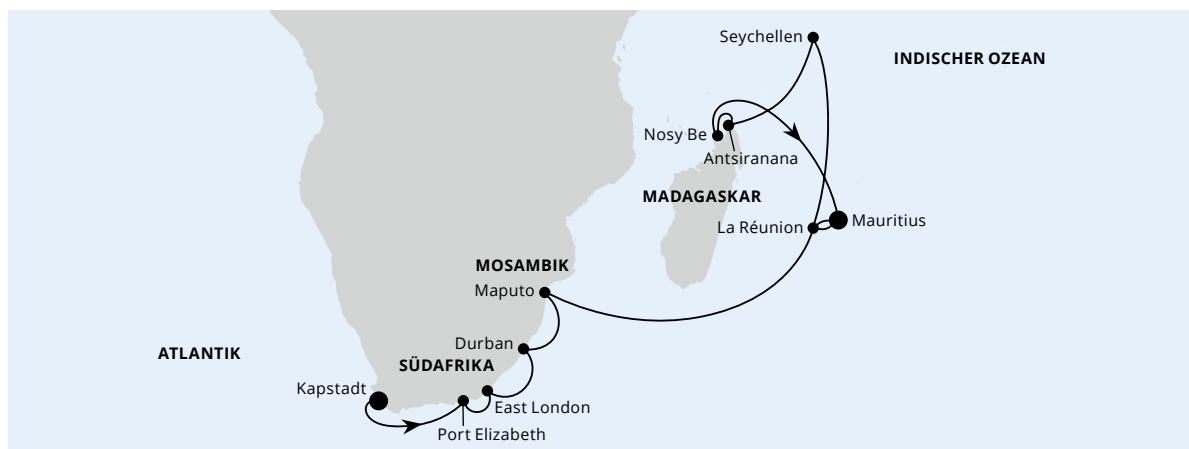 Seychellen
INDISCHER OZEAN
Nosy Be
Antsiranana
MADAGASKAR
La Réunion
Mauritius
MOSAMBIK
Maputo
Durban
ATLANTIK
SÜDAFRIKA
Kapstadt
East London
Port Elizabeth